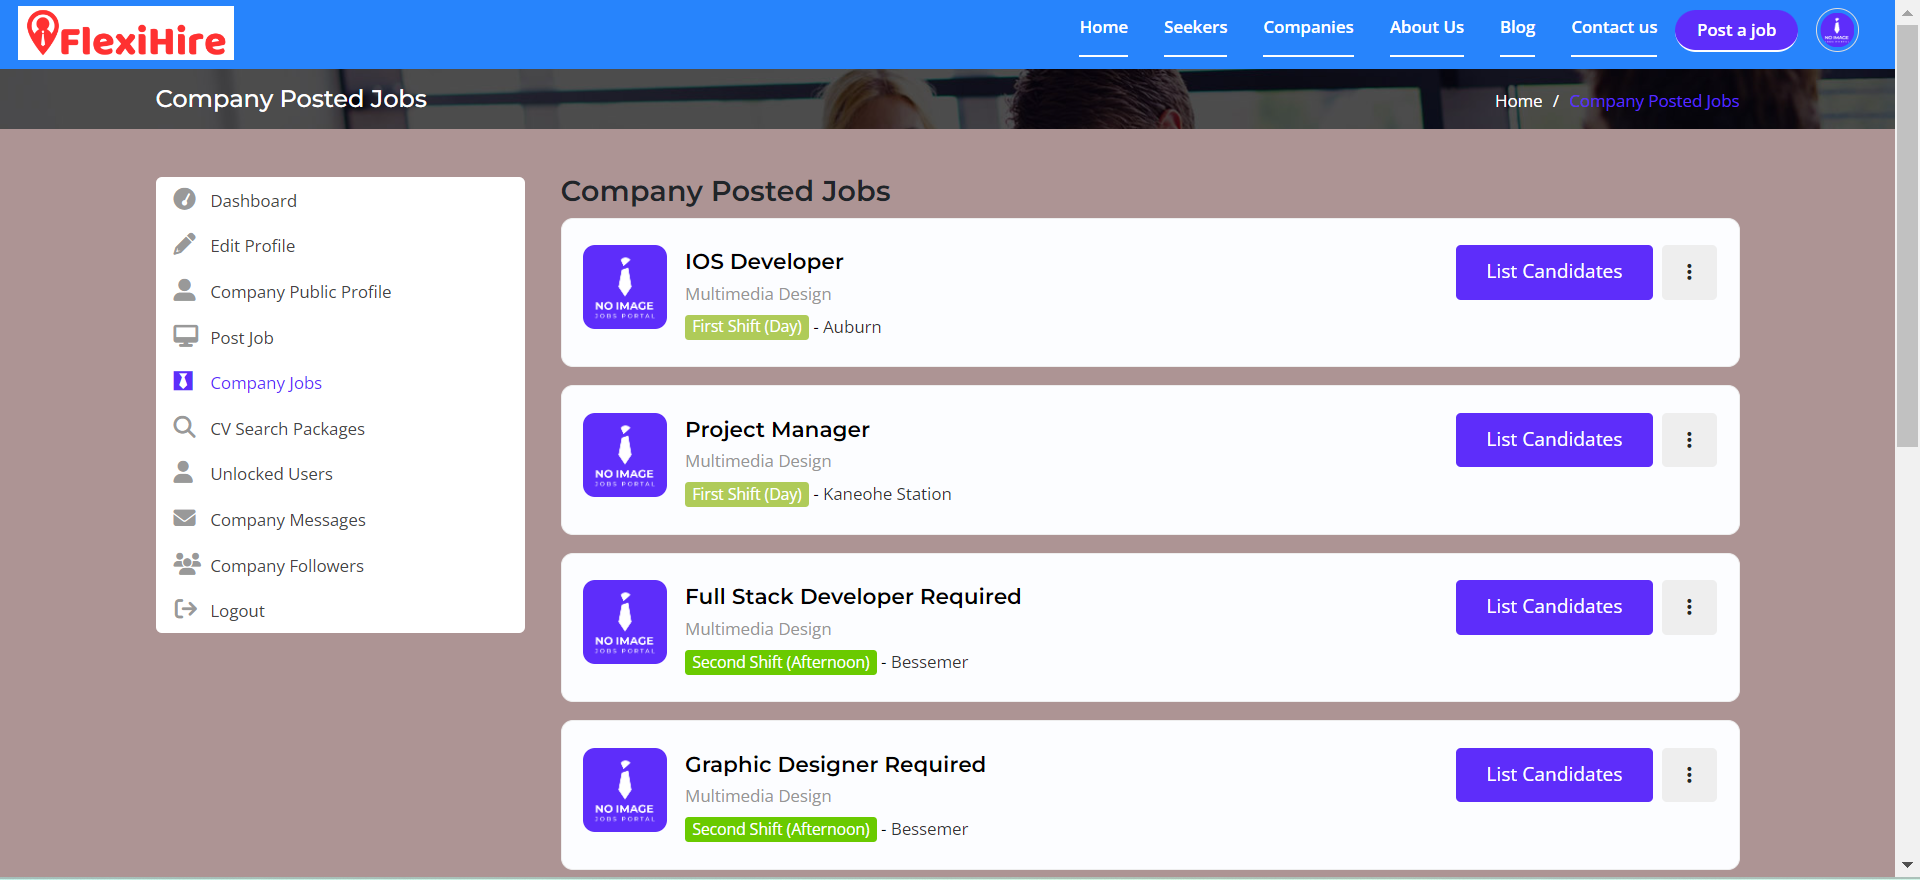 FlexiHire
Home Seekers Companies About Us Blog Contact us Post a job
NO IMAGE
Company Posted Jobs
Home / Company Posted Jobs
Dashboard
Edit Profile
Company Public Profile
Post Job
Company Jobs
CV Search Packages
Unlocked Users
Company Messages
Company Followers
Logout
Company Posted Jobs
NO IMAGE
JOBS PORTAL
IOS Developer
Multimedia Design
First Shift (Day) - Auburn
List Candidates
NO IMAGE
JOBS PORTAL
Project Manager
Multimedia Design
First Shift (Day) - Kaneohe Station
List Candidates
NO IMAGE
JOBS PORTAL
Full Stack Developer Required
Multimedia Design
Second Shift (Afternoon) - Bessemer
List Candidates
NO IMAGE
JOBS PORTAL
Graphic Designer Required
Multimedia Design
Second Shift (Afternoon) - Bessemer
List Candidates